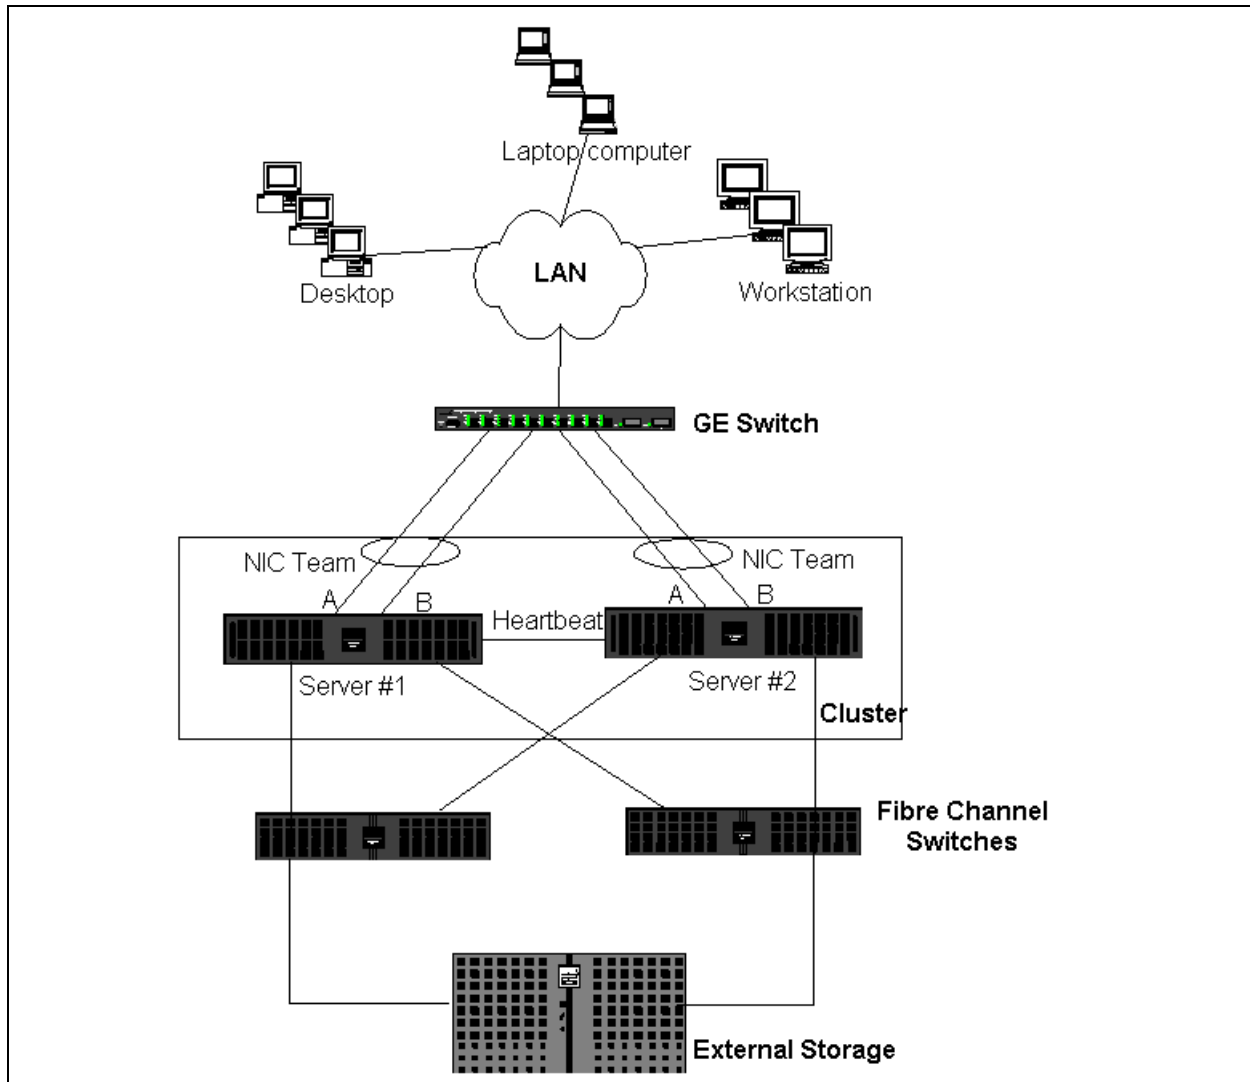 Laptop computer
Desktop
LAN
Workstation
GE Switch
NIC Team
NIC Team
A
B
A
B
Heartbeat
Server #1
Server #2
Cluster
Fibre Channel
Switches
External Storage